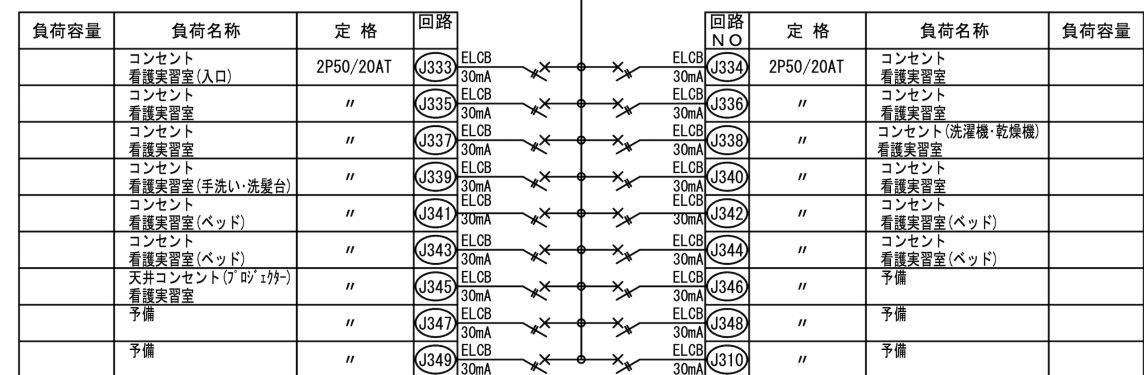 負荷容量 負荷名称 定 格 回路 回路 定 格 負荷名称 負荷容量
NO
コンセント ELCB ELCB コンセント
看護実習室(入口) 2P50/20AT J333 30mA 30mA J334 2P50/20AT 看護実習室
コンセント ELCB ELCB コンセント
看護実習室 〃 J335 30mA 30mA J336 〃 看護実習室
コンセント ELCB ELCB コンセント(洗濯機・乾燥機)
看護実習室 〃 J337 30mA 30mA J338 〃 看護実習室
コンセント ELCB ELCB コンセント
看護実習室(手洗い・洗髪台) 〃 J339 30mA 30mA J340 〃 看護実習室
コンセント ELCB ELCB コンセント
看護実習室(ベッド) 〃 J341 30mA 30mA J342 〃 看護実習室(ベッド)
コンセント ELCB ELCB コンセント
看護実習室(ベッド) 〃 J343 30mA 30mA J344 〃 看護実習室(ベッド)
天井コンセント(プロジェクター) ELCB ELCB 予備
看護実習室 〃 J345 30mA 30mA J346 〃
予備 ELCB ELCB 予備
〃 J347 30mA 30mA J348 〃
予備 ELCB ELCB 予備
〃 J349 30mA 30mA J310 〃